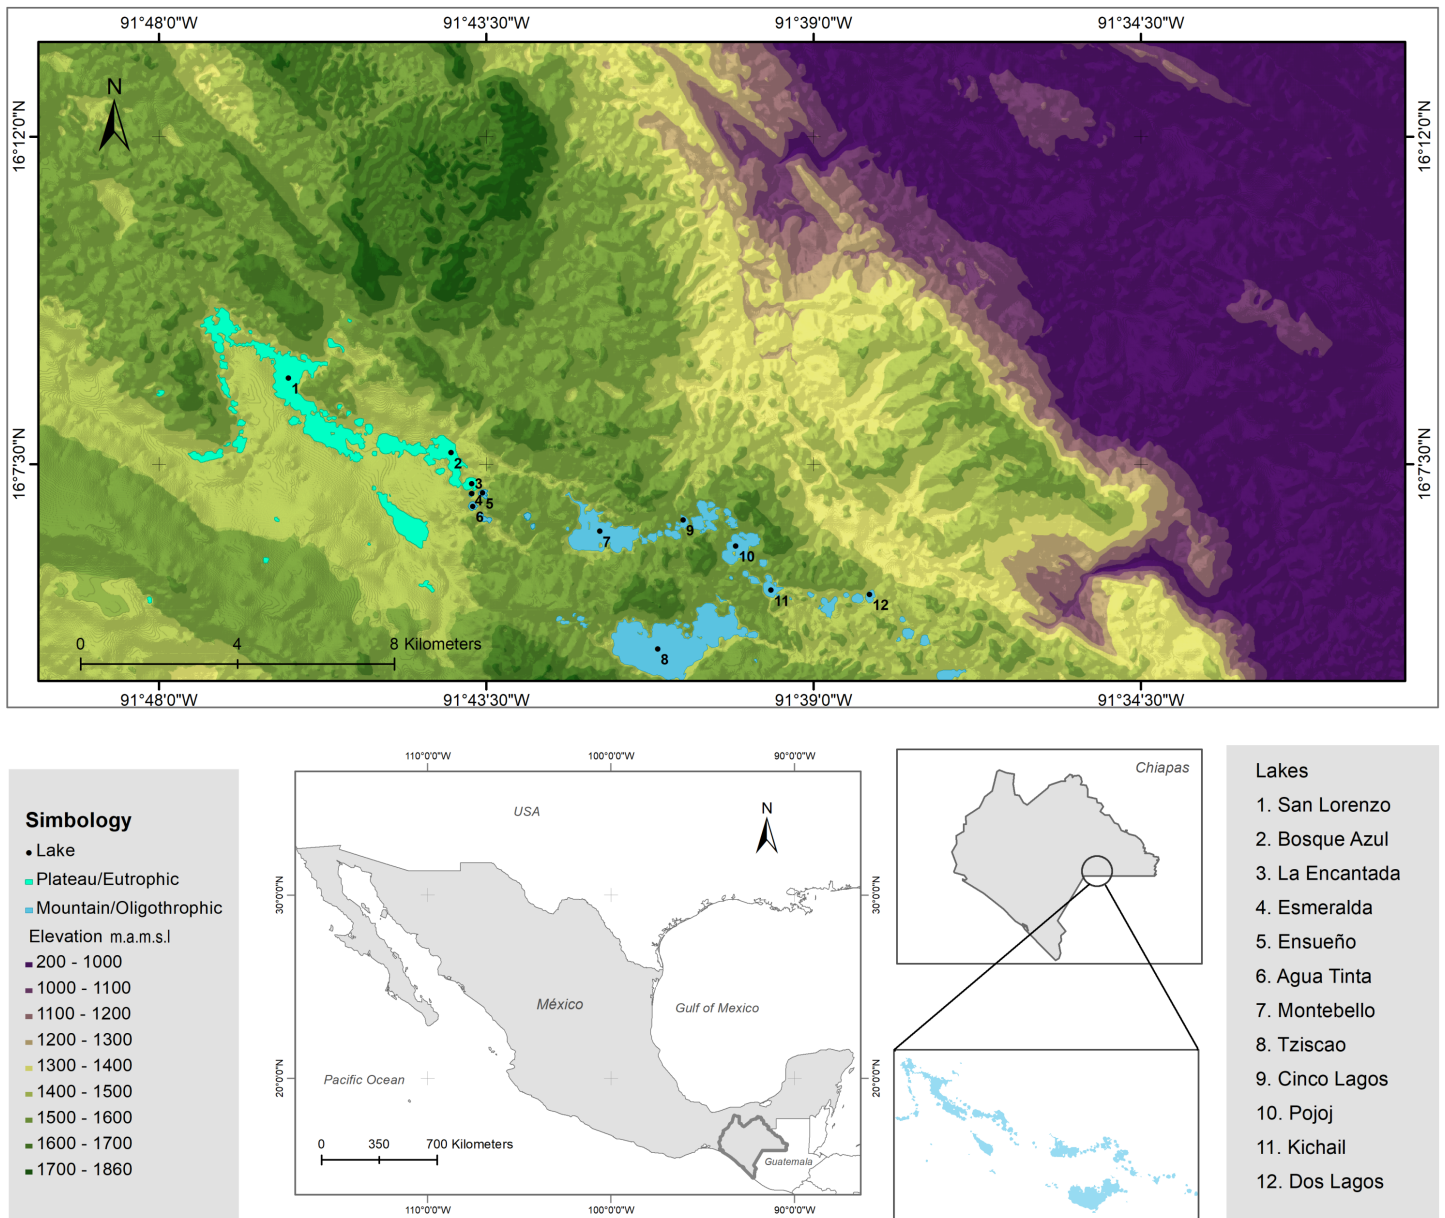 91°48'0"W
91°43'30"W
91°39'0"W
91°34'30"W
N
16°12'0"N
16°12'0"N
16°7'30"N
16°7'30"N
1
2
3
4
5
6
7
8
9
10
11
12
0
4
8 Kilometers
91°48'0"W
91°43'30"W
91°39'0"W
91°34'30"W
Simbology
Lake
Plateau/Eutrophic
Mountain/Oligothrophic
Elevation m.a.m.s.l
200 - 1000
1000 - 1100
1100 - 1200
1200 - 1300
1300 - 1400
1400 - 1500
1500 - 1600
1600 - 1700
1700 - 1860
110°0'0"W
100°0'0"W
90°0'0"W
USA
N
30°0'0"N
30°0'0"N
México
Gulf of Mexico
Pacific Ocean
20°0'0"N
20°0'0"N
0
350
700 Kilometers
Guatemala
110°0'0"W
100°0'0"W
90°0'0"W
Chiapas
Lakes
1. San Lorenzo
2. Bosque Azul
3. La Encantada
4. Esmeralda
5. Ensueño
6. Agua Tinta
7. Montebello
8. Tziscao
9. Cinco Lagos
10. Pojoj
11. Kichail
12. Dos Lagos